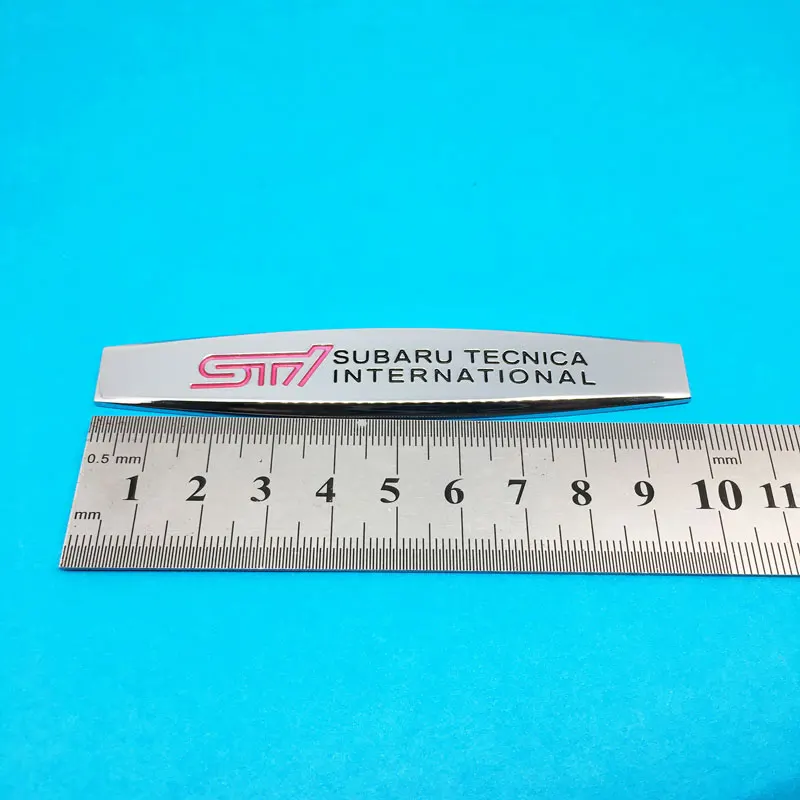 STI SUBARU TECNICA
INTERNATIONAL
0.5 mm mm
1 2 3 4 5 6 7 8 9 10 11
mm